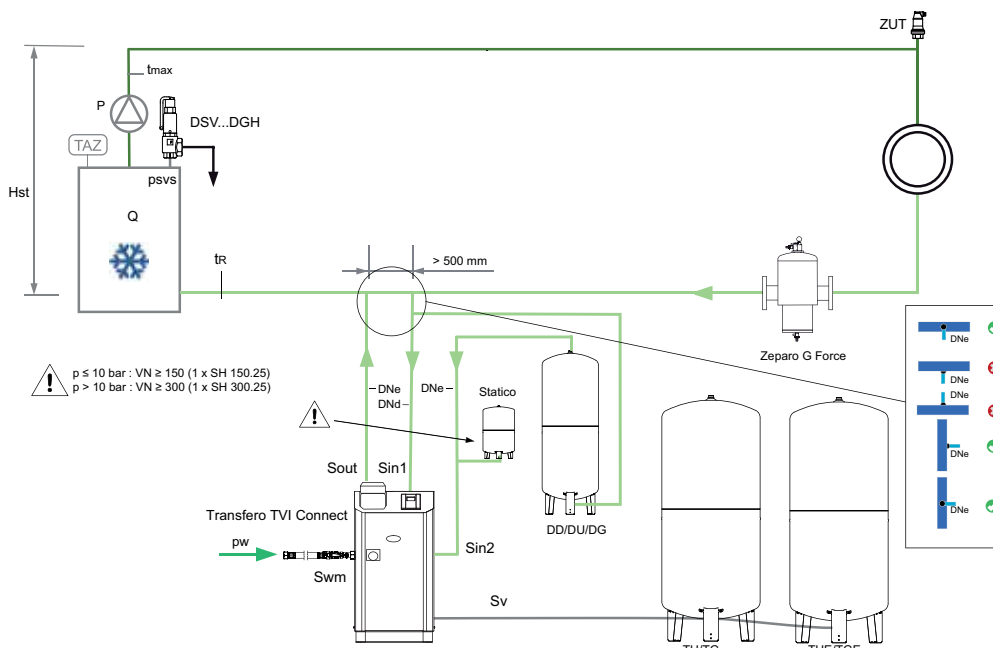 ZUT
tmax
P
DSV...DGH
TAZ
psvs
Hst
Q
tR
> 500 mm
Zeparo G Force
p ≤ 10 bar : VN ≥ 150 (1 x SH 150.25)
p > 10 bar : VN ≥ 300 (1 x SH 300.25)
DNe
DNd
DNe
Statico
Sout
Sin1
DD/DU/DG
Transfero TVI Connect
pw
Swm
Sin2
Sv
DNe
DNe
DNe
DNe
DNe
TU/TG